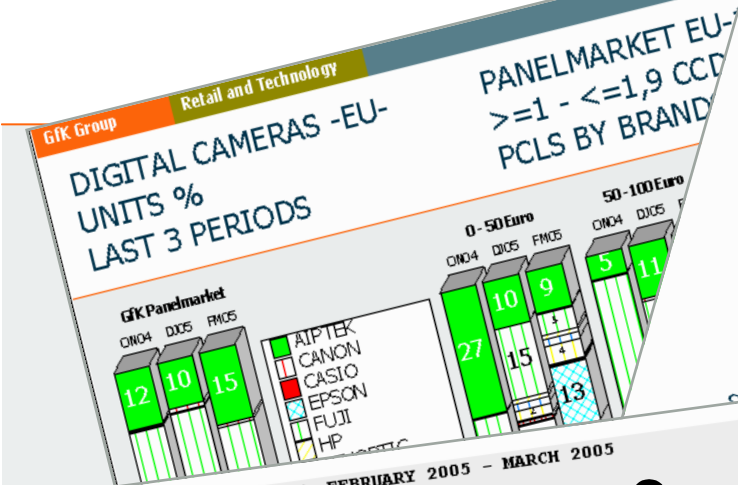 GfK Group
Retail and Technology
DIGITAL CAMERAS -EU-
UNITS %
LAST 3 PERIODS
PANELMARKET EU-
>=1 - <=1,9 CCD
PCLS BY BRAND
GfK Panelmarket
ON04 DJ05 FM05
12 10 15
AIPTEK
CANON
CASIO
EPSON
FUJI
HP
0 - 50 Euro
ON04 DJ05 FM05
27 10 9
15 4
2 13
50 - 100 Euro
ON04 DJ05
5 11
FEBRUARY 2005 - MARCH 2005